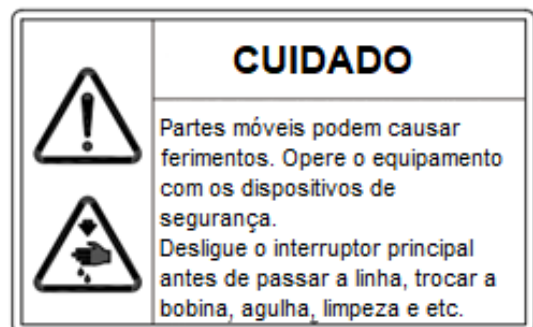 CUIDADO
Partes móveis podem causar
ferimentos. Opere o equipamento
com os dispositivos de
segurança.
Desligue o interruptor principal
antes de passar a linha, trocar a
bobina, agulha, limpeza e etc.